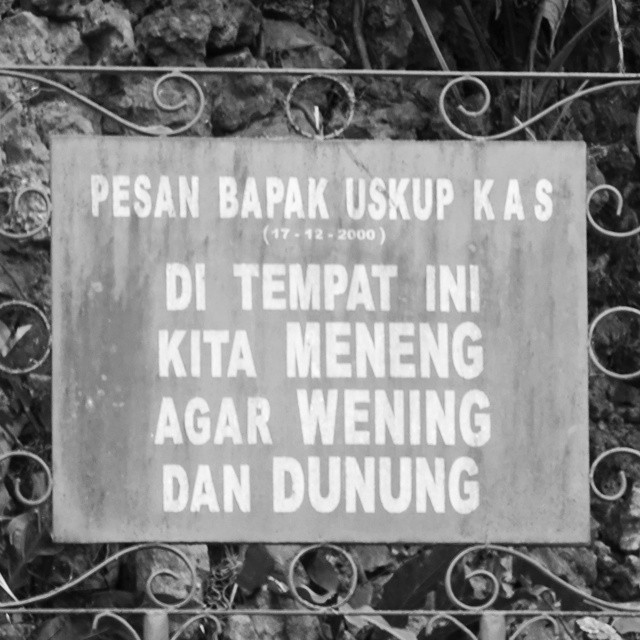 PESAN BAPAK USKUP KAS
(17-12-2000)
DI TEMPAT INI
KITA MENENG
AGAR WENING
DAN DUNUNG